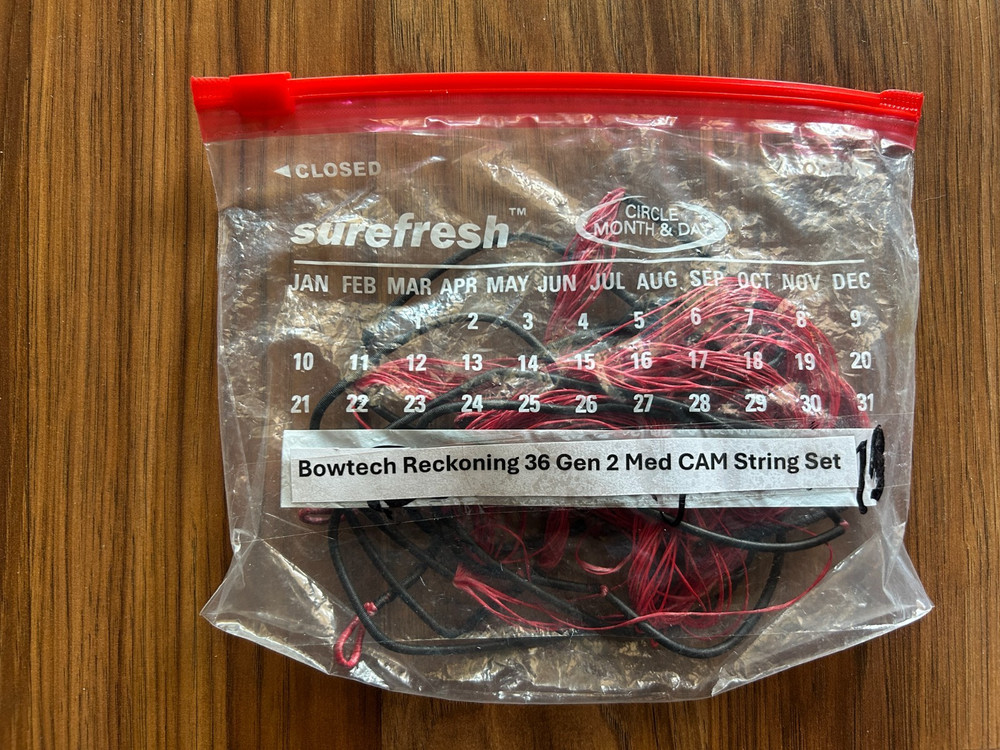 ◄CLOSED
OPEN
surefresh™
CIRCLE
MONTH & DAY
JAN FEB MAR APR MAY JUN JUL AUG SEP OCT NOV DEC
1 2 3 4 5 6 7 8 9
10 11 12 13 14 15 16 17 18 19 20
21 22 23 24 25 26 27 28 29 30 31
Bowtech Reckoning 36 Gen 2 Med CAM String Set